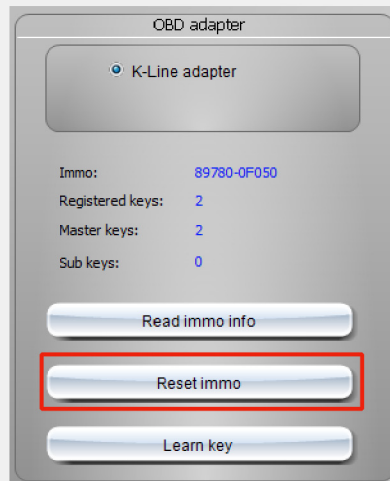 OBD adapter
K-Line adapter
Immo: 89780-0F050
Registered keys: 2
Master keys: 2
Sub keys: 0
Read immo info
Reset immo
Learn key